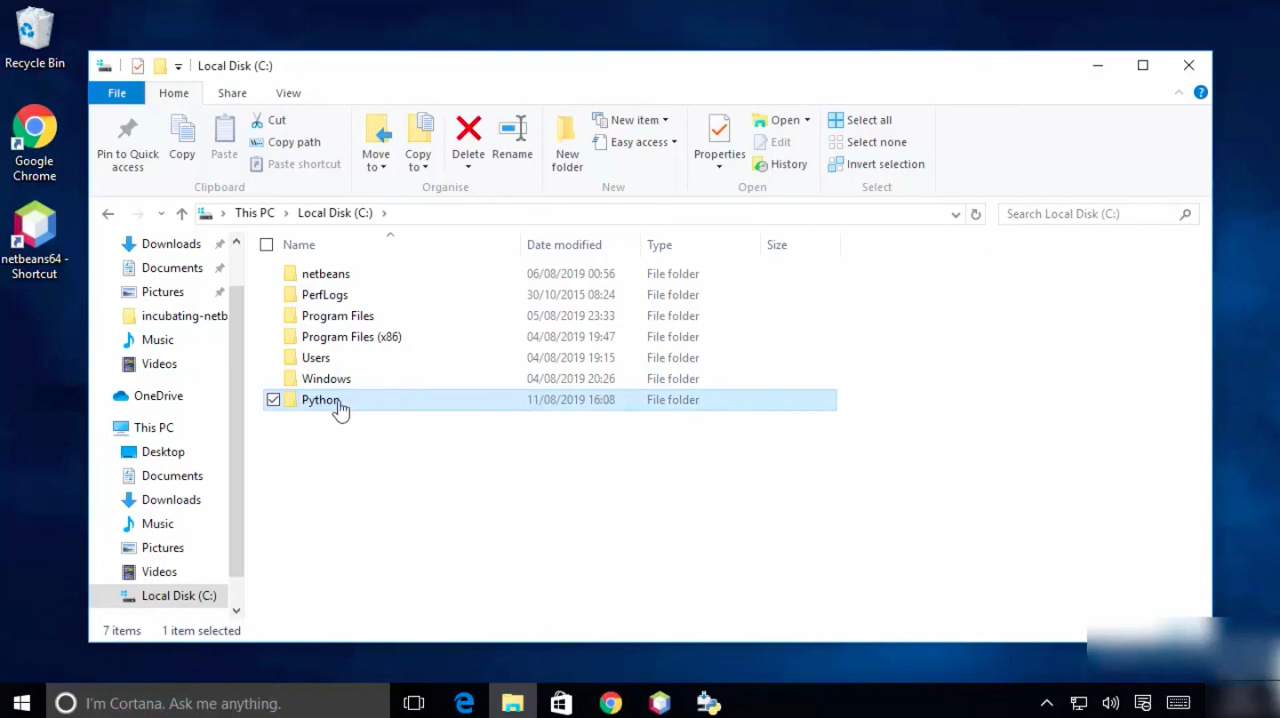 Recycle Bin
Google
Chrome
netbeans64 -
Shortcut
Local Disk (C:)
File Home Share View
Pin to Quick
access
Copy
Paste
Cut
Copy path
Paste shortcut
Clipboard
Move
to
Copy
to
Delete
Rename
Organise
New
folder
New item
Easy access
New
Properties
Open
Edit
History
Open
Select all
Select none
Invert selection
Select
This PC > Local Disk (C:) >
Search Local Disk (C:)
Downloads
Documents
Pictures
incubating-netb
Music
Videos
OneDrive
This PC
Desktop
Documents
Downloads
Music
Pictures
Videos
Local Disk (C:)
Name Date modified Type Size
netbeans 06/08/2019 00:56 File folder
PerfLogs 30/10/2015 08:24 File folder
Program Files 05/08/2019 23:33 File folder
Program Files (x86) 04/08/2019 19:47 File folder
Users 04/08/2019 19:15 File folder
Windows 04/08/2019 20:26 File folder
Python 11/08/2019 16:08 File folder
7 items 1 item selected
I'm Cortana. Ask me anything.